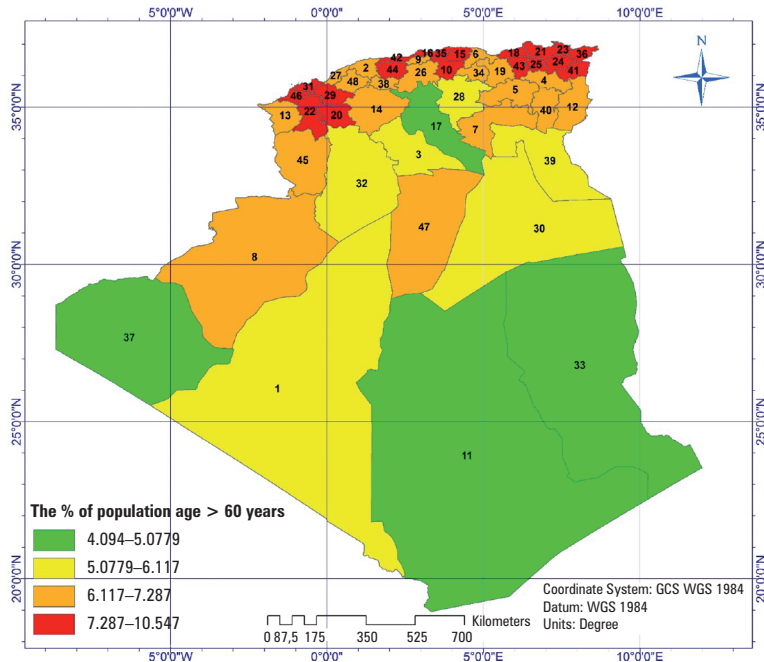 5°0'0"W 0°0'0" 5°0'0"E 10°0'0"E
N
16 35 15 6 18 21 23 36
42 9 43 25 24 41
27 2 44 26 10 34 19 4
31 48 38 5
46 29 28 12
35°0'0"N 35°0'0"N
13 22 20 14 17 7 40
45 3 39
32
47 30
8
30°0'0"N 30°0'0"N
37 33
1
25°0'0"N 25°0'0"N
11
The % of population age > 60 years
4.094–5.0779
5.0779–6.117
6.117–7.287
7.287–10.547
20°0'0"N 20°0'0"N
Coordinate System: GCS WGS 1984
Datum: WGS 1984
Units: Degree
Kilometers
0 87,5 175 350 525 700
5°0'0"W 0°0'0" 5°0'0"E 10°0'0"E